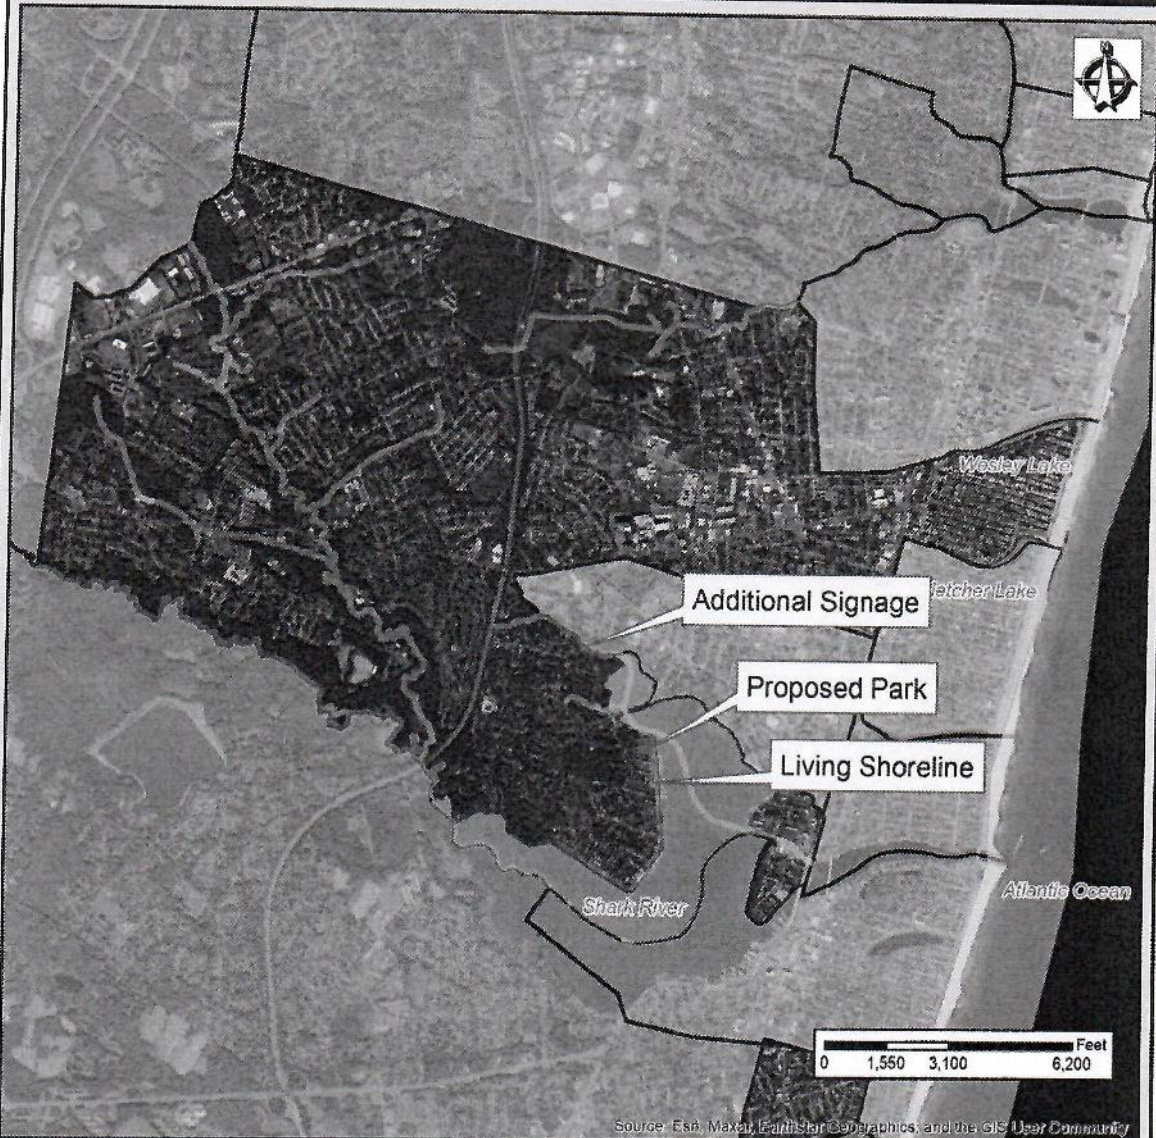 N
Wesley Lake
Fletcher Lake
Additional Signage
Proposed Park
Living Shoreline
Shark River
Atlantic Ocean
Feet
0 1,550 3,100 6,200
Source: Esri, Maxar, Earthstar Geographics, and the GIS User Community